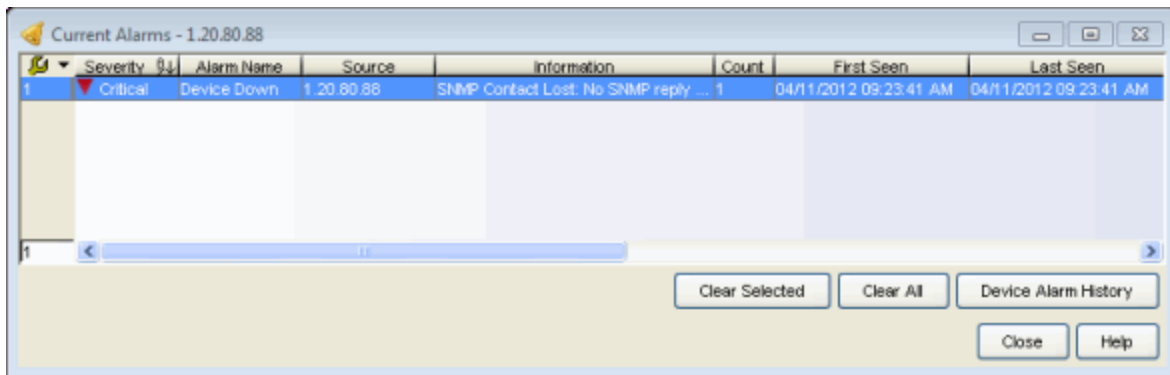 Current Alarms - 1.20.80.88
Severity Alarm Name Source Information Count First Seen Last Seen
1 Critical Device Down 1.20.80.88 SNMP Contact Lost: No SNMP reply ... 1 04/11/2012 09:23:41 AM 04/11/2012 09:23:41 AM
1
Clear Selected Clear All Device Alarm History
Close Help